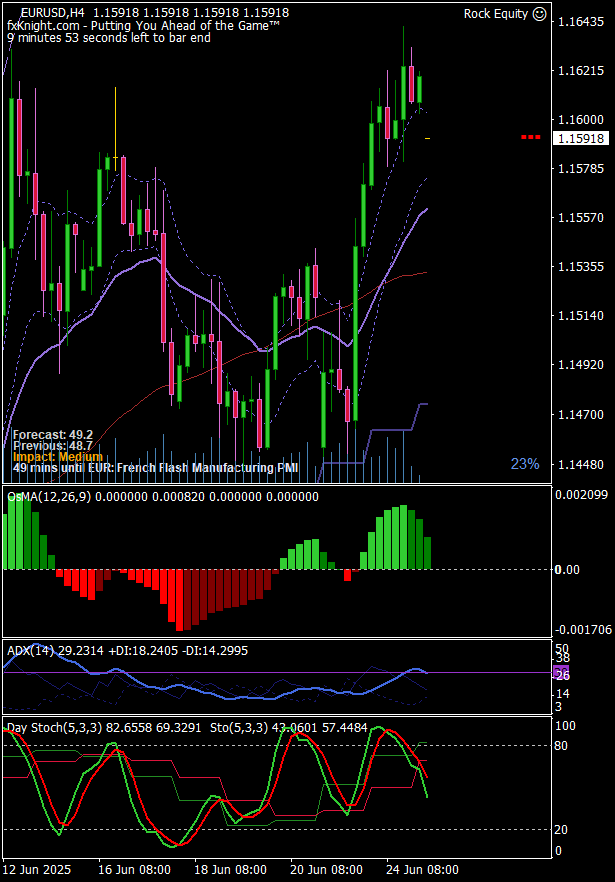 EURUSD,H4 1.15918 1.15918 1.15918 1.15918
Rock Equity
fxKnight.com - Putting You Ahead of the Game™
9 minutes 53 seconds left to bar end
1.16435
1.16215
1.16000
1.15918
1.15785
1.15570
1.15355
1.15140
1.14920
1.14700
1.14480
Forecast: 49.2
Previous: 48.7
Impact: Medium
49 mins until EUR: French Flash Manufacturing PMI
23%
OsMA(12,26,9) 0.000000 0.000820 0.000000 0.000000
0.002099
0.00
-0.001706
ADX(14) 29.2314 +DI:18.2405 -DI:14.2995
50
38
26
14
3
Day Stoch(5,3,3) 82.6558 69.3291 Sto(5,3,3) 43.0601 57.4484
100
80
20
0
12 Jun 2025
16 Jun 08:00
18 Jun 08:00
20 Jun 08:00
24 Jun 08:00